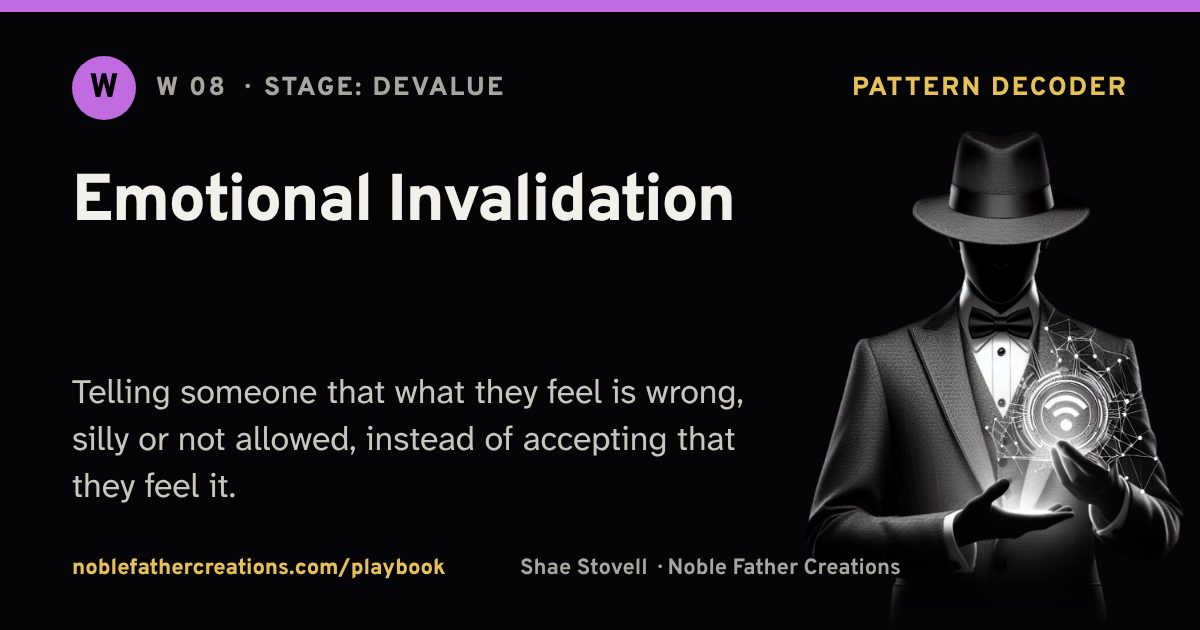 W
W 08 · STAGE: DEVALUE
PATTERN DECODER
Emotional Invalidation
Telling someone that what they feel is wrong,
silly or not allowed, instead of accepting that
they feel it.
noblefathercreations.com/playbook
Shae Stovell · Noble Father Creations